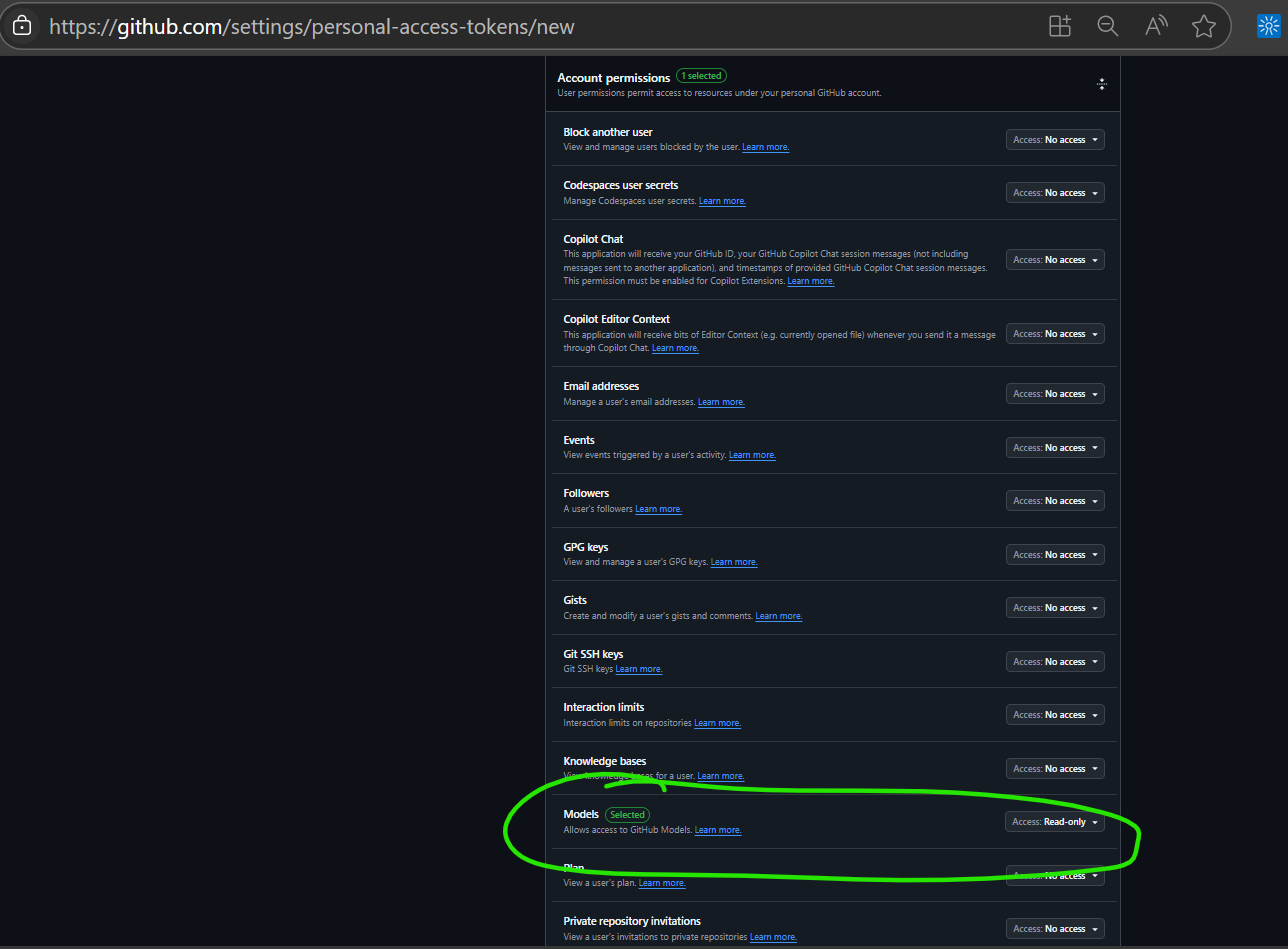 https://github.com/settings/personal-access-tokens/new
Account permissions 1 selected
User permissions permit access to resources under your personal GitHub account.
Block another user
View and manage users blocked by the user. Learn more.
Access: No access
Codespaces user secrets
Manage Codespaces user secrets. Learn more.
Access: No access
Copilot Chat
This application will receive your GitHub ID, your GitHub Copilot Chat session messages (not including
messages sent to another application), and timestamps of provided GitHub Copilot Chat session messages.
This permission must be enabled for Copilot Extensions. Learn more.
Access: No access
Copilot Editor Context
This application will receive bits of Editor Context (e.g. currently opened file) whenever you send it a message
through Copilot Chat. Learn more.
Access: No access
Email addresses
Manage a user's email addresses. Learn more.
Access: No access
Events
View events triggered by a user's activity. Learn more.
Access: No access
Followers
A user's followers Learn more.
Access: No access
GPG keys
View and manage a user's GPG keys. Learn more.
Access: No access
Gists
Create and modify a user's gists and comments. Learn more.
Access: No access
Git SSH keys
Git SSH keys Learn more.
Access: No access
Interaction limits
Interaction limits on repositories Learn more.
Access: No access
Knowledge bases
View knowledge bases for a user. Learn more.
Access: No access
Models Selected
Allows access to GitHub Models. Learn more.
Access: Read-only
Plan
View a user's plan. Learn more.
Access: No access
Private repository invitations
View a user's invitations to private repositories Learn more.
Access: No access